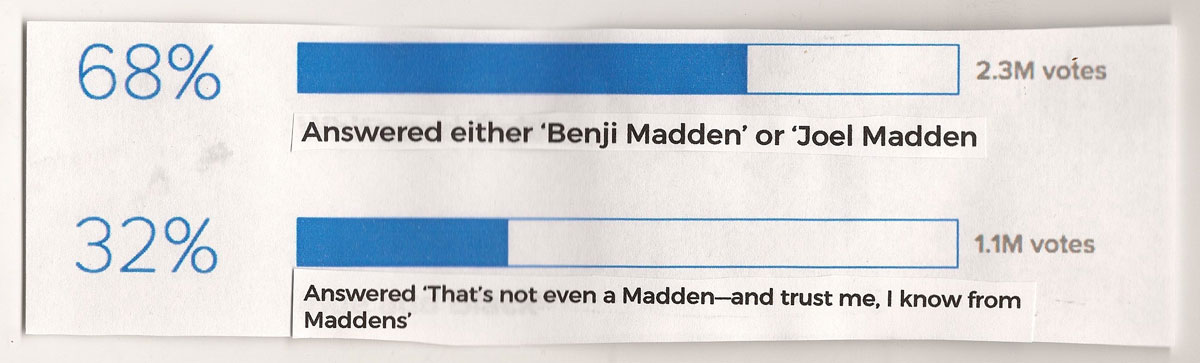 68%
2.3M votes
Answered either ‘Benji Madden’ or ‘Joel Madden
32%
1.1M votes
Answered ‘That’s not even a Madden—and trust me, I know from
Maddens’